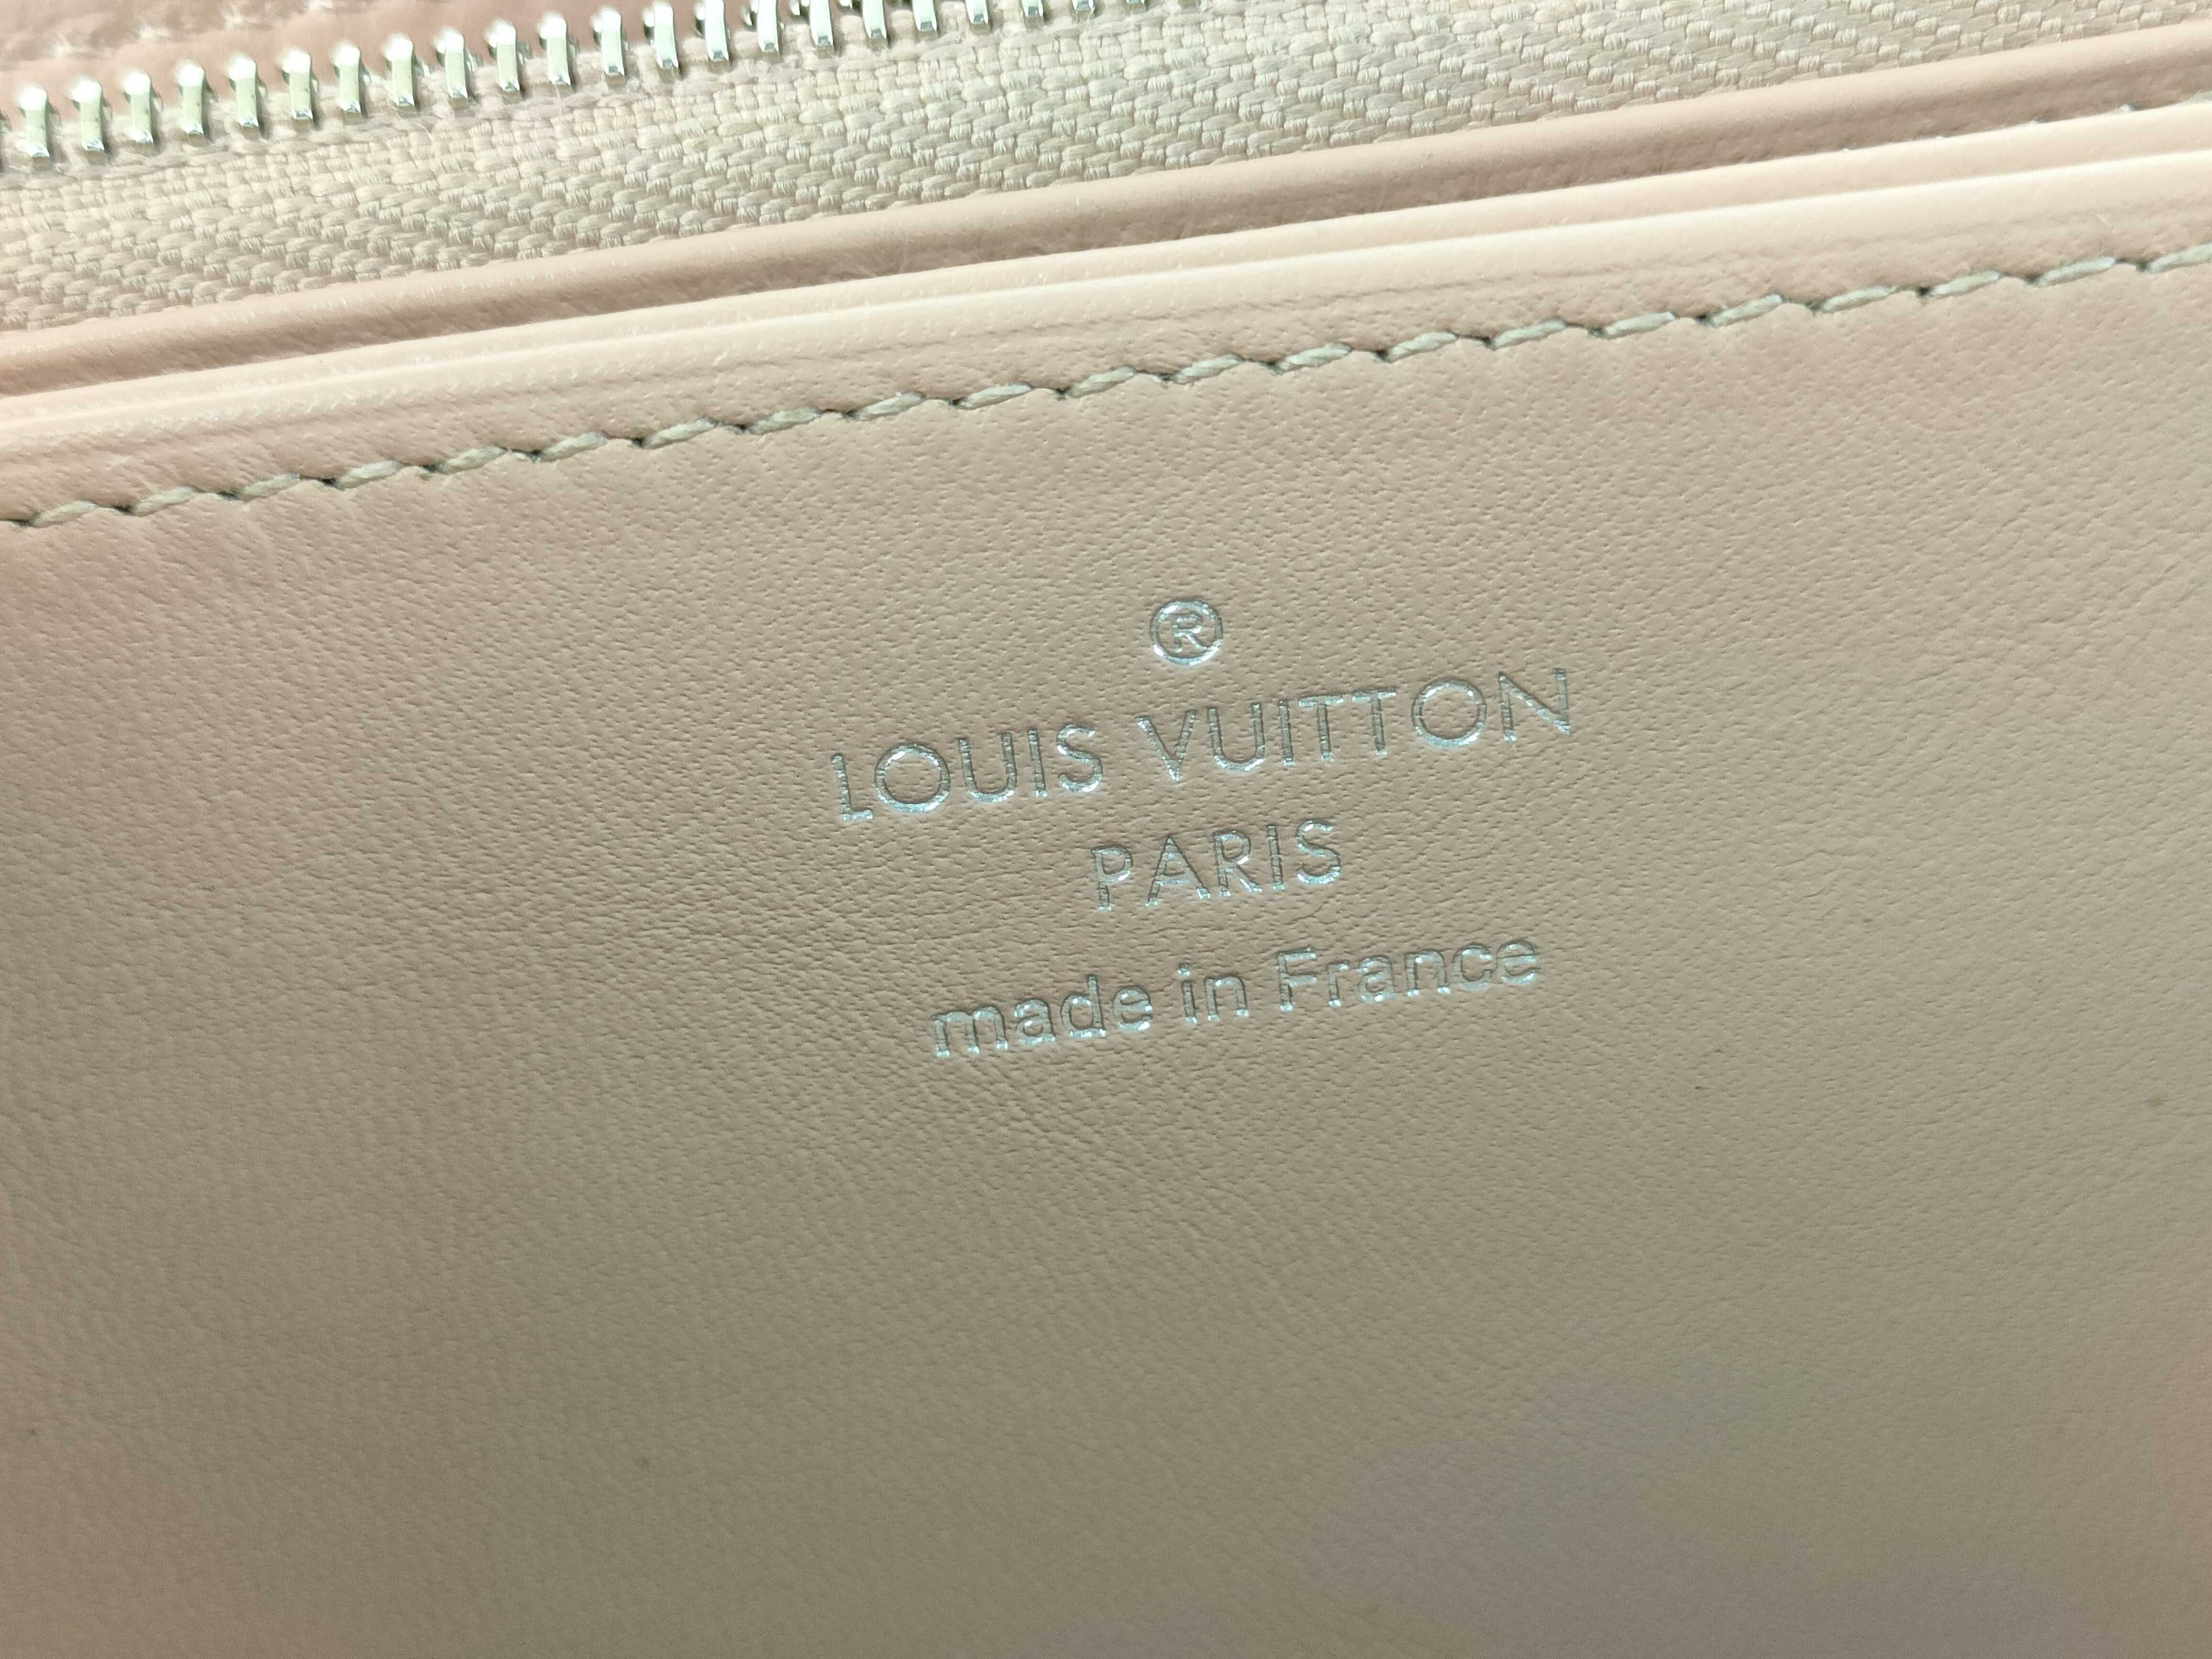 ®
LOUIS VUITTON
PARIS
made in France